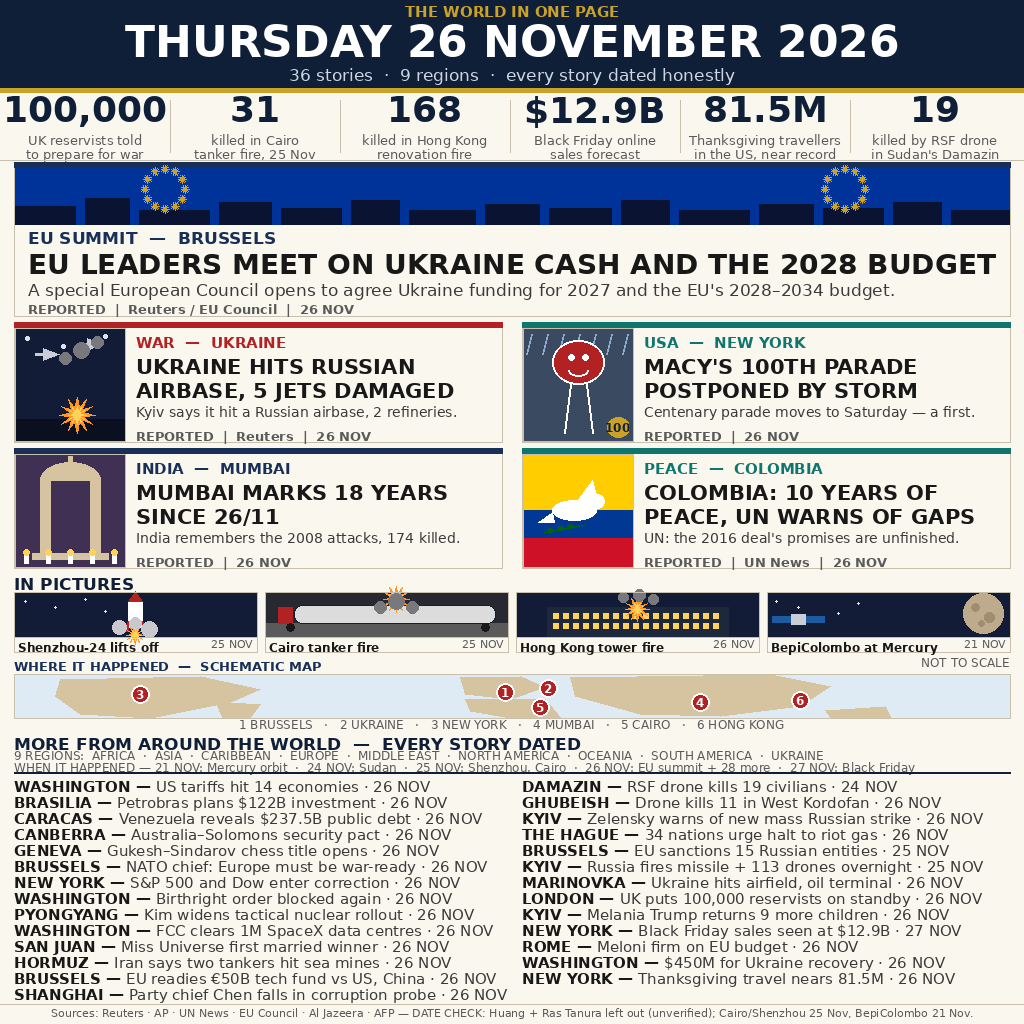 THE WORLD IN ONE PAGE
THURSDAY 26 NOVEMBER 2026
36 stories · 9 regions · every story dated honestly
100,000
UK reservists told
to prepare for war
31
killed in Cairo
tanker fire, 25 Nov
168
killed in Hong Kong
renovation fire
$12.9B
Black Friday online
sales forecast
81.5M
Thanksgiving travellers
in the US, near record
19
killed by RSF drone
in Sudan's Damazin
EU SUMMIT — BRUSSELS
EU LEADERS MEET ON UKRAINE CASH AND THE 2028 BUDGET
A special European Council opens to agree Ukraine funding for 2027 and the EU's 2028–2034 budget.
REPORTED | Reuters / EU Council | 26 NOV
WAR — UKRAINE
UKRAINE HITS RUSSIAN
AIRBASE, 5 JETS DAMAGED
Kyiv says it hit a Russian airbase, 2 refineries.
REPORTED | Reuters | 26 NOV
100
USA — NEW YORK
MACY'S 100TH PARADE
POSTPONED BY STORM
Centenary parade moves to Saturday — a first.
REPORTED | 26 NOV
INDIA — MUMBAI
MUMBAI MARKS 18 YEARS
SINCE 26/11
India remembers the 2008 attacks, 174 killed.
REPORTED | 26 NOV
PEACE — COLOMBIA
COLOMBIA: 10 YEARS OF
PEACE, UN WARNS OF GAPS
UN: the 2016 deal's promises are unfinished.
REPORTED | UN News | 26 NOV
IN PICTURES
Shenzhou-24 lifts off 25 NOV
Cairo tanker fire 25 NOV
Hong Kong tower fire 26 NOV
BepiColombo at Mercury 21 NOV
WHERE IT HAPPENED — SCHEMATIC MAP
NOT TO SCALE
3
1
2
5
4
6
1 BRUSSELS · 2 UKRAINE · 3 NEW YORK · 4 MUMBAI · 5 CAIRO · 6 HONG KONG
MORE FROM AROUND THE WORLD — EVERY STORY DATED
9 REGIONS: AFRICA · ASIA · CARIBBEAN · EUROPE · MIDDLE EAST · NORTH AMERICA · OCEANIA · SOUTH AMERICA · UKRAINE
WHEN IT HAPPENED — 21 NOV: Mercury orbit · 24 NOV: Sudan · 25 NOV: Shenzhou, Cairo · 26 NOV: EU summit + 28 more · 27 NOV: Black Friday
WASHINGTON — US tariffs hit 14 economies · 26 NOV
BRASILIA — Petrobras plans $122B investment · 26 NOV
CARACAS — Venezuela reveals $237.5B public debt · 26 NOV
CANBERRA — Australia–Solomons security pact · 26 NOV
GENEVA — Gukesh–Sindarov chess title opens · 26 NOV
BRUSSELS — NATO chief: Europe must be war-ready · 26 NOV
NEW YORK — S&P 500 and Dow enter correction · 26 NOV
WASHINGTON — Birthright order blocked again · 26 NOV
PYONGYANG — Kim widens tactical nuclear rollout · 26 NOV
WASHINGTON — FCC clears 1M SpaceX data centres · 26 NOV
SAN JUAN — Miss Universe first married winner · 26 NOV
HORMUZ — Iran says two tankers hit sea mines · 26 NOV
BRUSSELS — EU readies €50B tech fund vs US, China · 26 NOV
SHANGHAI — Party chief Chen falls in corruption probe · 26 NOV
DAMAZIN — RSF drone kills 19 civilians · 24 NOV
GHUBEISH — Drone kills 11 in West Kordofan · 26 NOV
KYIV — Zelensky warns of new mass Russian strike · 26 NOV
THE HAGUE — 34 nations urge halt to riot gas · 26 NOV
BRUSSELS — EU sanctions 15 Russian entities · 25 NOV
KYIV — Russia fires missile + 113 drones overnight · 25 NOV
MARINOVKA — Ukraine hits airfield, oil terminal · 26 NOV
LONDON — UK puts 100,000 reservists on standby · 26 NOV
KYIV — Melania Trump returns 9 more children · 26 NOV
NEW YORK — Black Friday sales seen at $12.9B · 27 NOV
ROME — Meloni firm on EU budget · 26 NOV
WASHINGTON — $450M for Ukraine recovery · 26 NOV
NEW YORK — Thanksgiving travel nears 81.5M · 26 NOV
Sources: Reuters · AP · UN News · EU Council · Al Jazeera · AFP — DATE CHECK: Huang + Ras Tanura left out (unverified); Cairo/Shenzhou 25 Nov, BepiColombo 21 Nov.